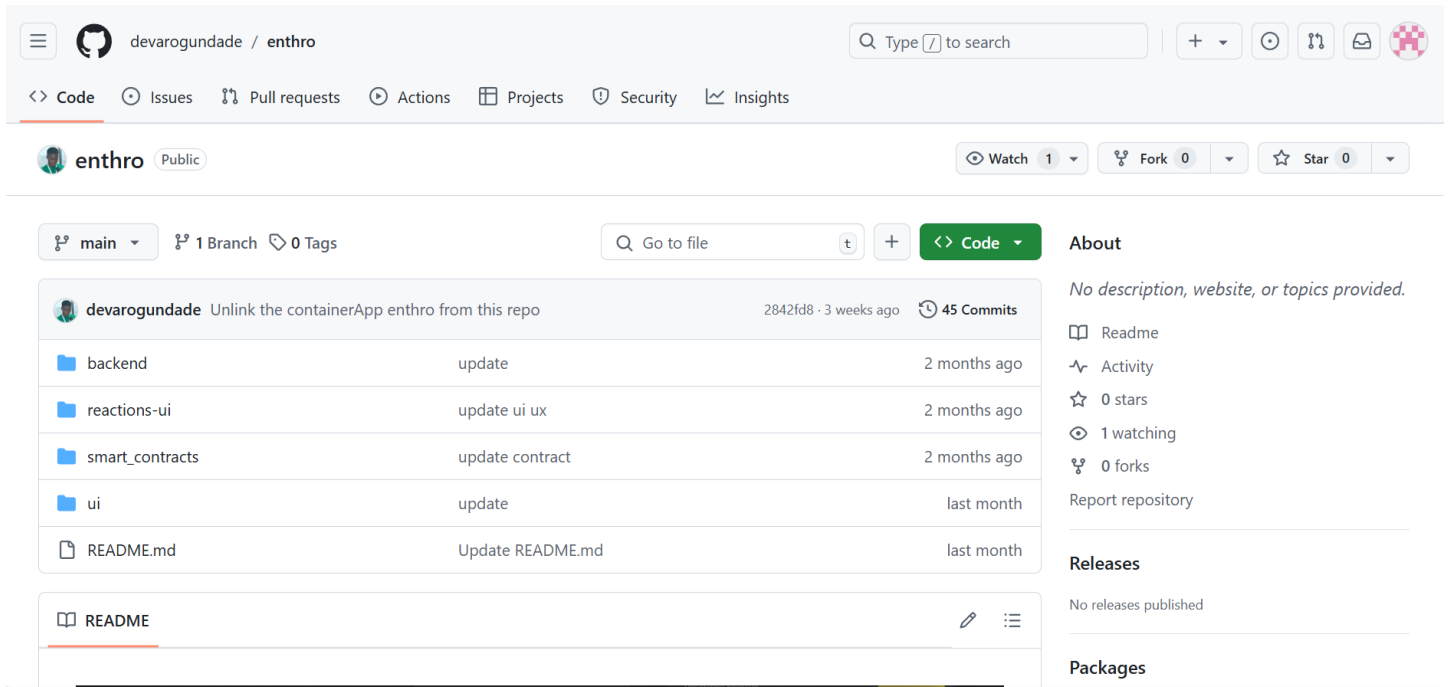 devarogundade / enthro
Type / to search
Code Issues Pull requests Actions Projects Security Insights
enthro Public
Watch 1 Fork 0 Star 0
main 1 Branch 0 Tags Go to file t Code
devarogundade Unlink the containerApp enthro from this repo 2842fd8 · 3 weeks ago 45 Commits
backend update 2 months ago
reactions-ui update ui ux 2 months ago
smart_contracts update contract 2 months ago
ui update last month
README.md Update README.md last month
README
About
No description, website, or topics provided.
Readme
Activity
0 stars
1 watching
0 forks
Report repository
Releases
No releases published
Packages